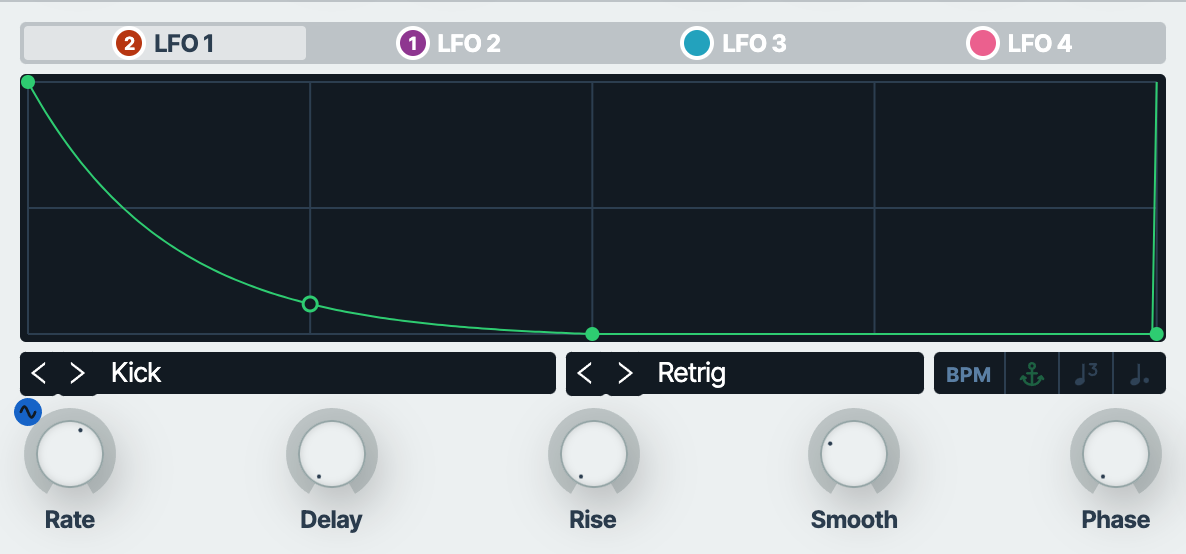 2 LFO 1 1 LFO 2 LFO 3 LFO 4
Kick Retrig BPM 3
Rate Delay Rise Smooth Phase